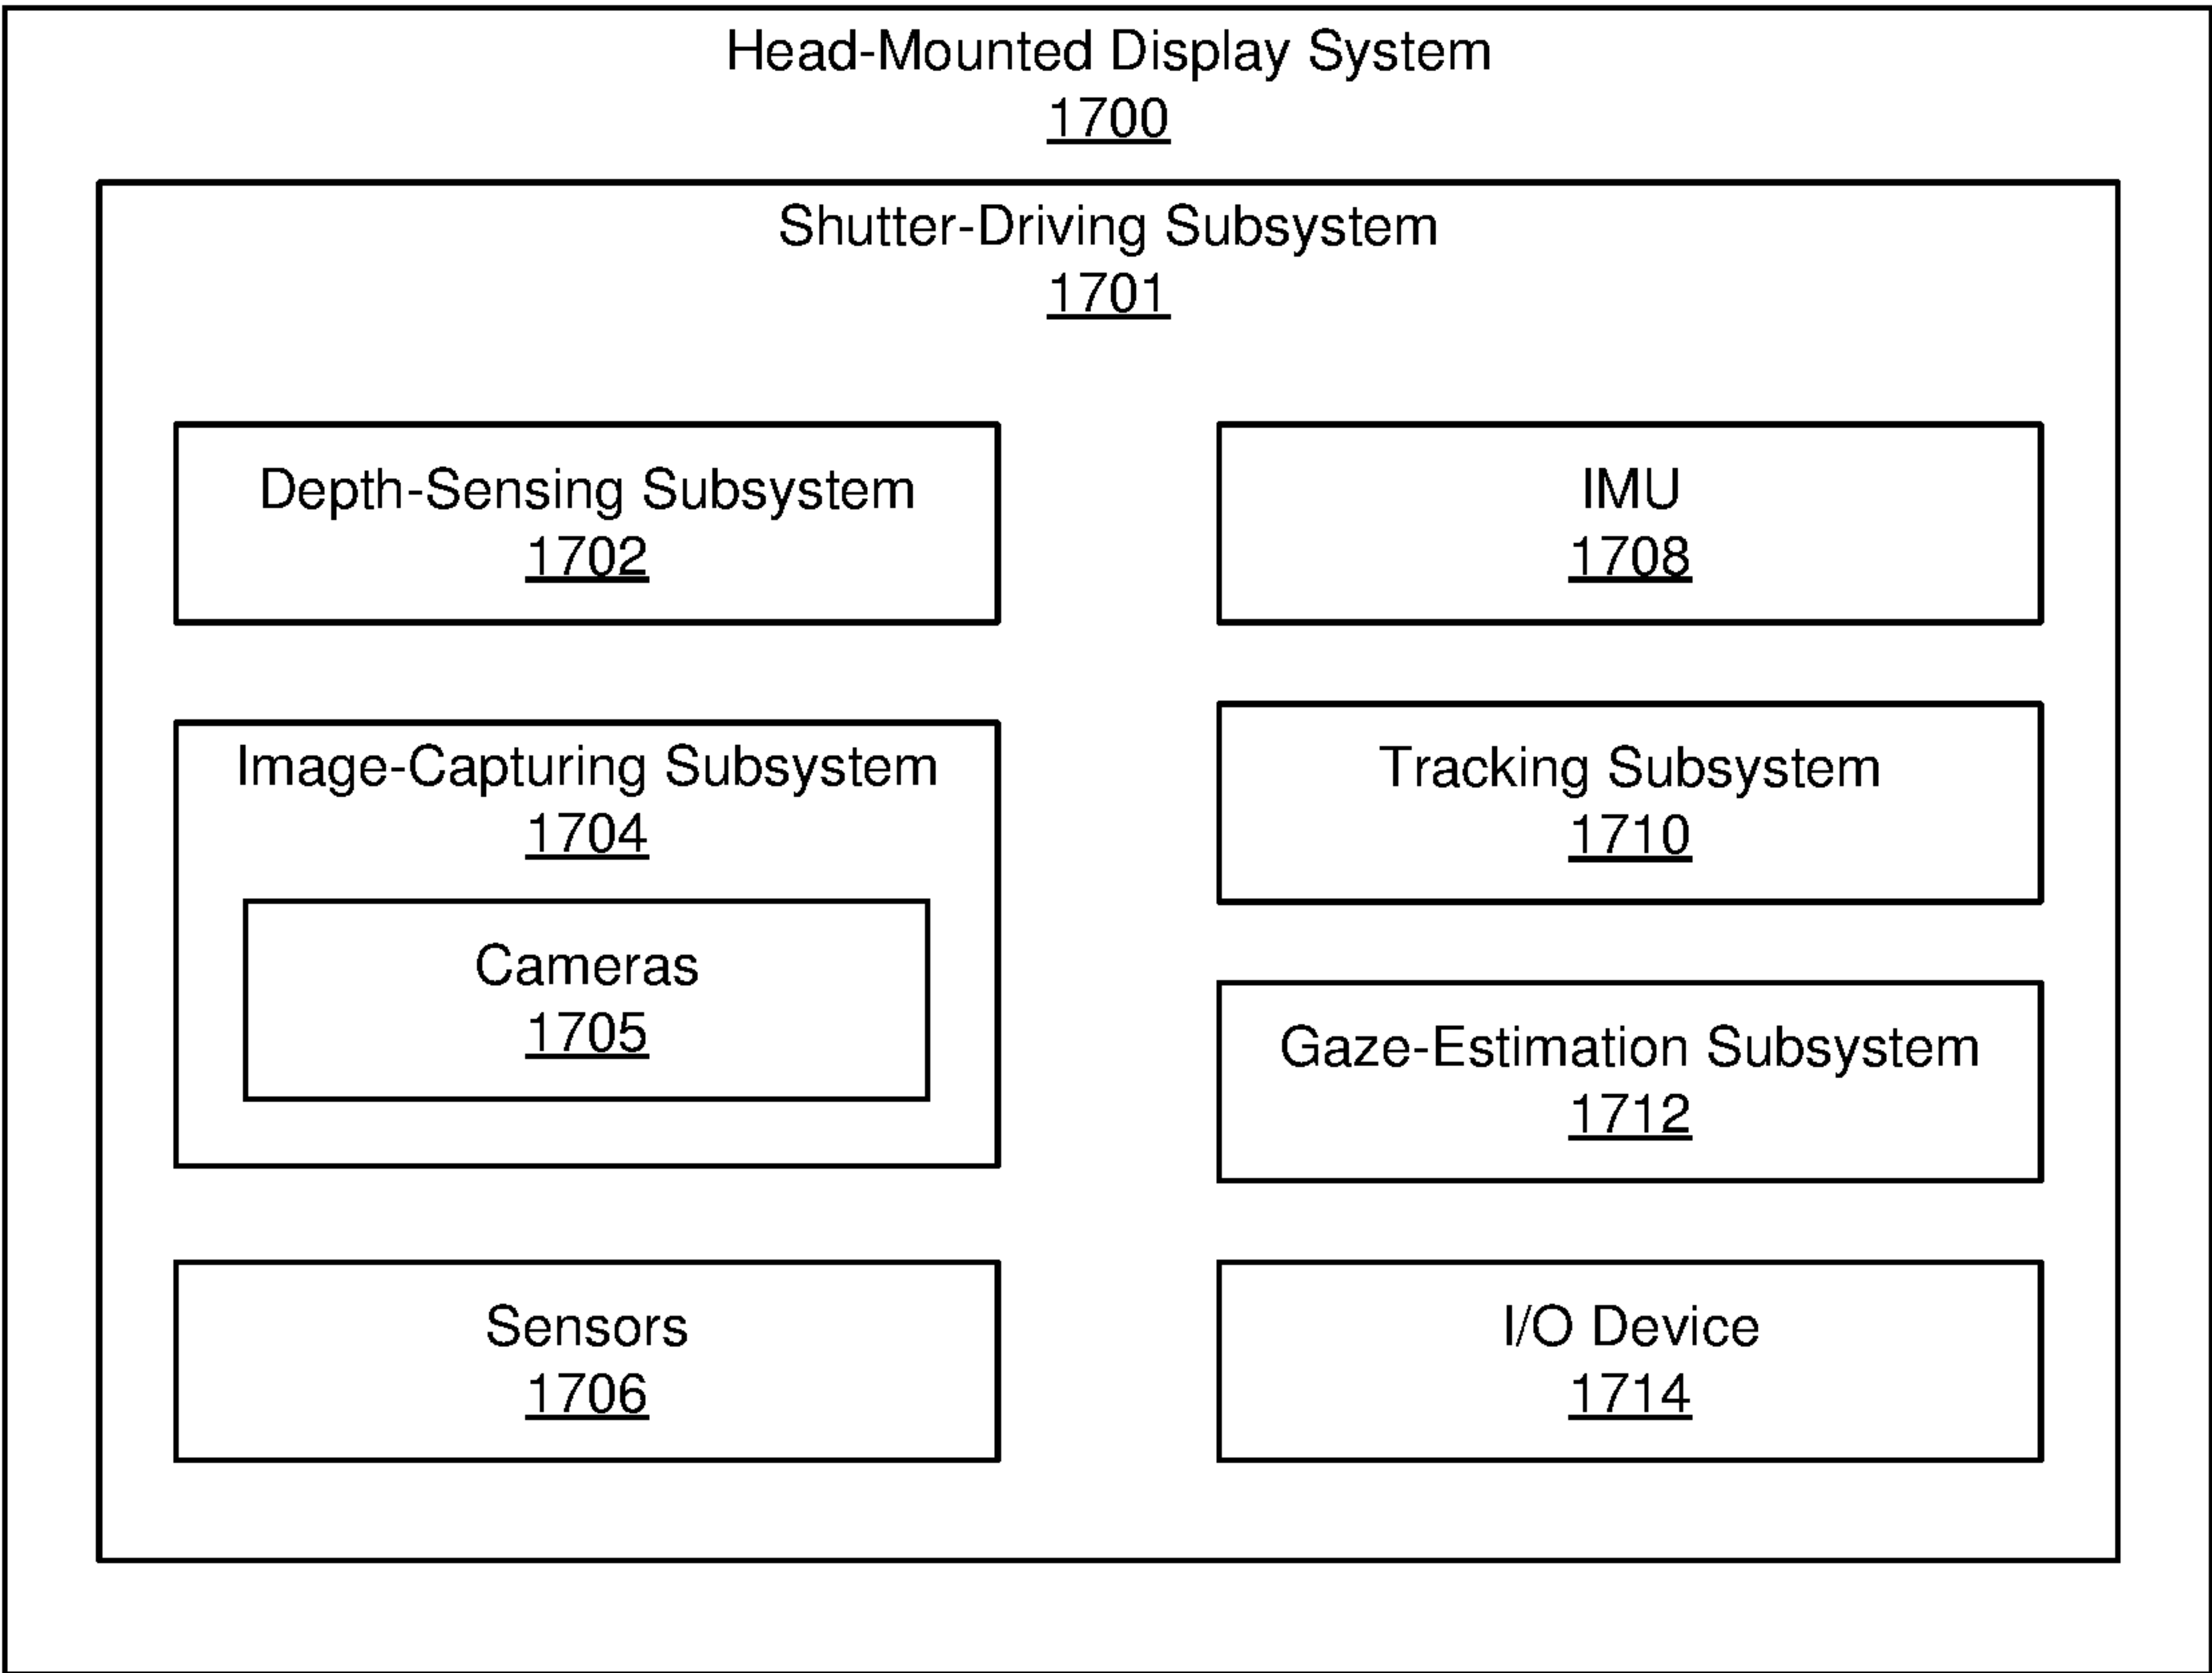 Head-Mounted Display System
1700
Shutter-Driving Subsystem
1701
Depth-Sensing Subsystem
1702
Image-Capturing Subsystem
1704
Cameras
1705
Sensors
1706
IMU
1708
Tracking Subsystem
1710
Gaze-Estimation Subsystem
1712
I/O Device
1714